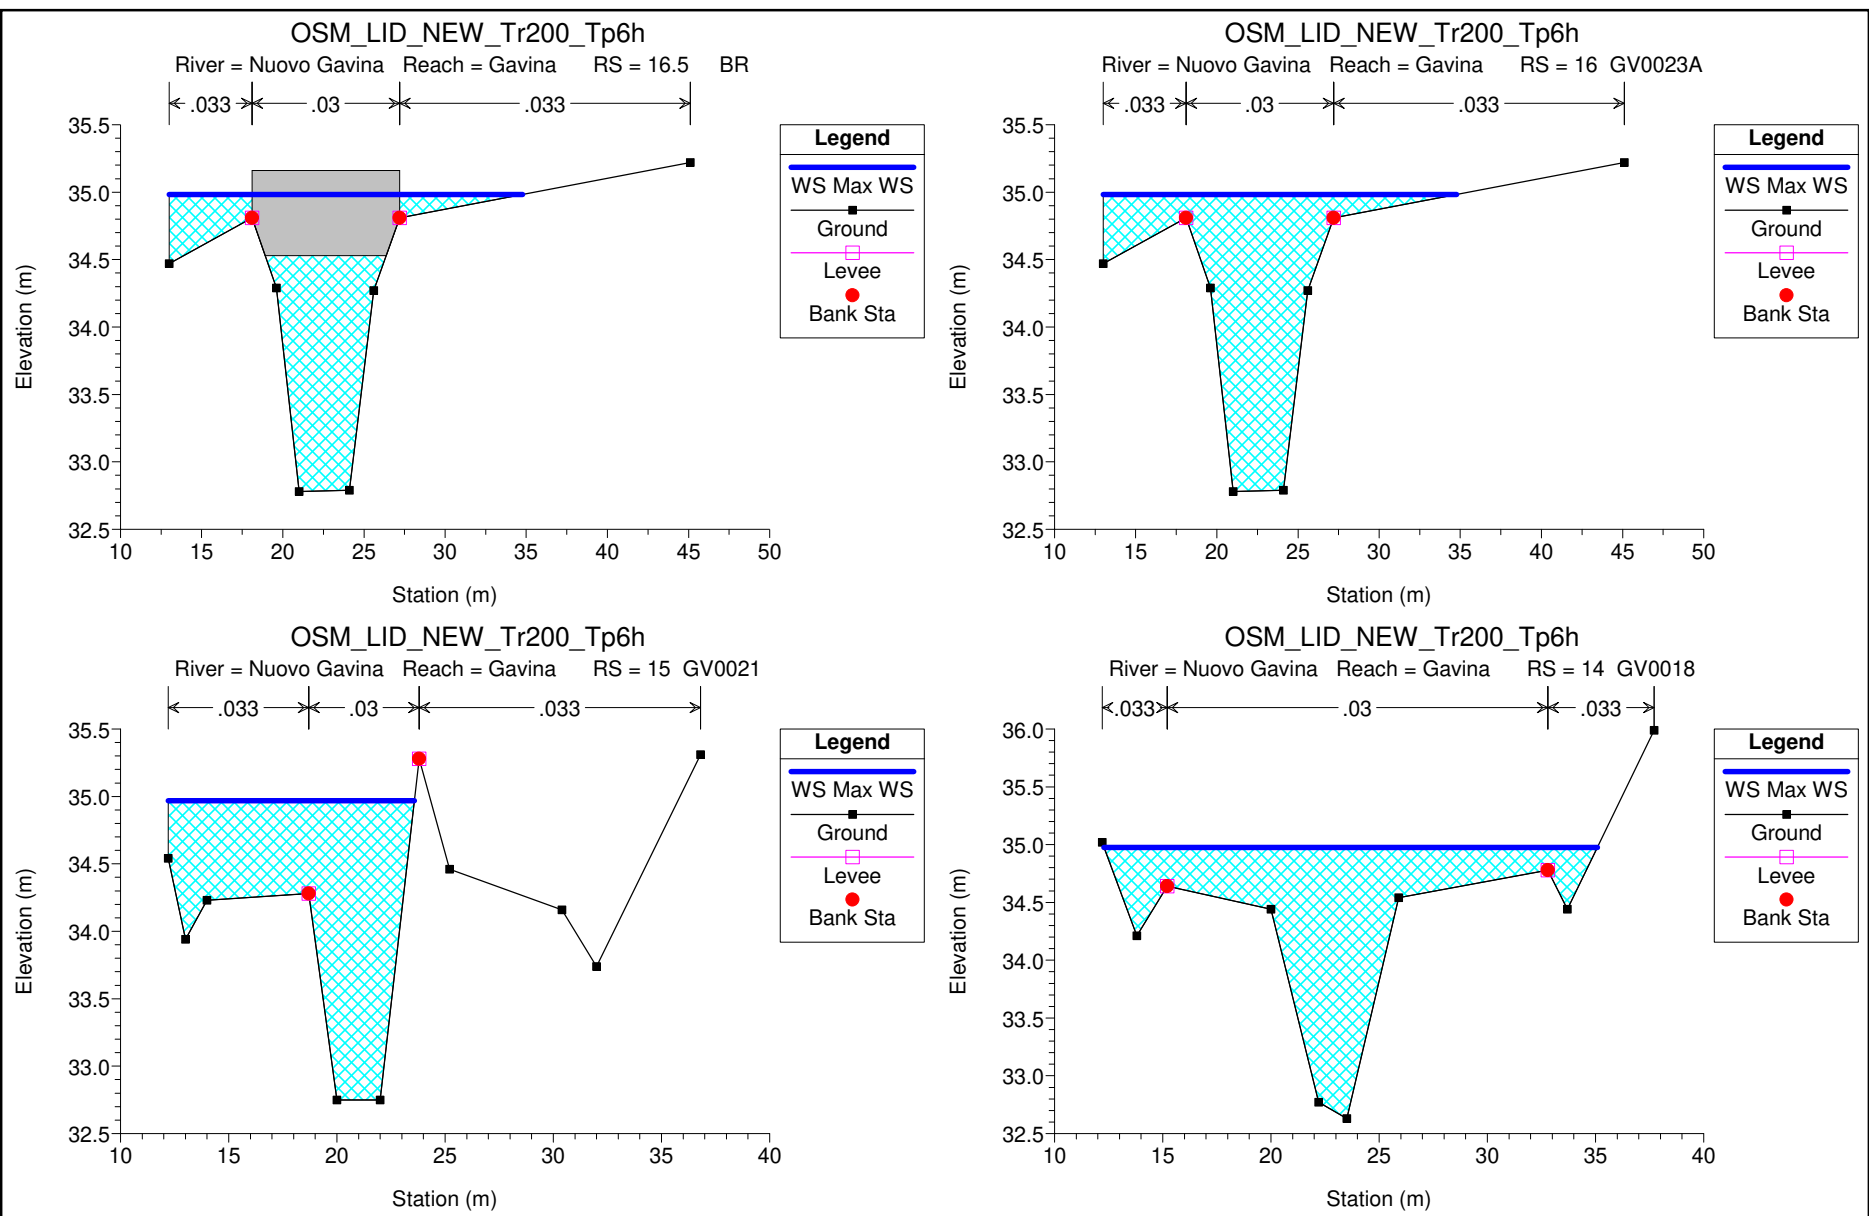 OSM_LID_NEW_Tr200_Tp6h
River = Nuovo Gavina Reach = Gavina RS = 16.5 BR
.033 .03 .033
35.5
35.0
34.5
34.0
33.5
33.0
32.5
Elevation (m)
10 15 20 25 30 35 40 45 50
Station (m)
Legend
WS Max WS
Ground
Levee
Bank Sta
OSM_LID_NEW_Tr200_Tp6h
River = Nuovo Gavina Reach = Gavina RS = 16 GV0023A
.033 .03 .033
35.5
35.0
34.5
34.0
33.5
33.0
32.5
Elevation (m)
10 15 20 25 30 35 40 45 50
Station (m)
Legend
WS Max WS
Ground
Levee
Bank Sta
OSM_LID_NEW_Tr200_Tp6h
River = Nuovo Gavina Reach = Gavina RS = 15 GV0021
.033 .03 .033
35.5
35.0
34.5
34.0
33.5
33.0
32.5
Elevation (m)
10 15 20 25 30 35 40
Station (m)
Legend
WS Max WS
Ground
Levee
Bank Sta
OSM_LID_NEW_Tr200_Tp6h
River = Nuovo Gavina Reach = Gavina RS = 14 GV0018
.033 .03 .033
36.0
35.5
35.0
34.5
34.0
33.5
33.0
32.5
Elevation (m)
10 15 20 25 30 35 40
Station (m)
Legend
WS Max WS
Ground
Levee
Bank Sta